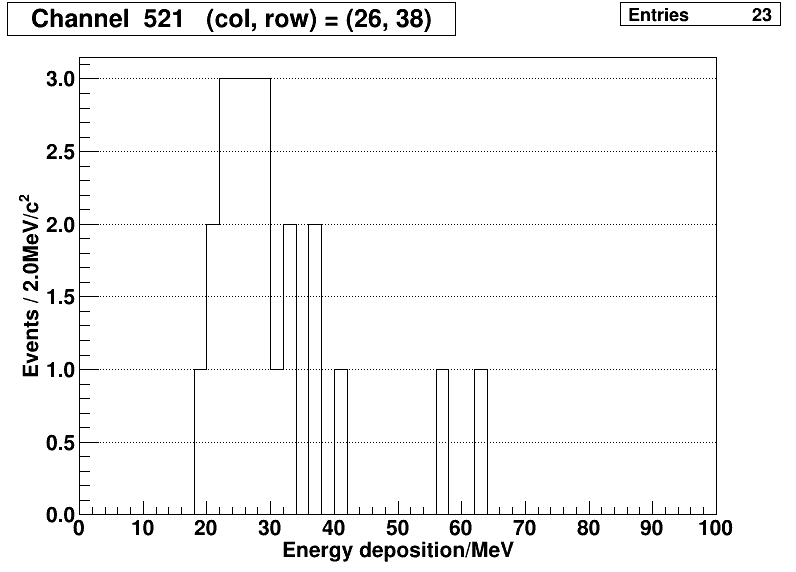 Channel 521 (col, row) = (26, 38)
Entries 23
Events / 2.0MeV/c²
3.0
2.5
2.0
1.5
1.0
0.5
0.0
0 10 20 30 40 50 60 70 80 90 100
Energy deposition/MeV